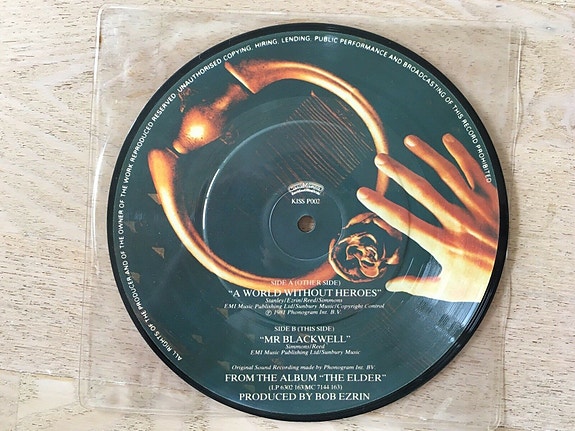 ALL RIGHTS OF THE PRODUCER AND OF THE OWNER OF THE WORK REPRODUCED RESERVED. UNAUTHORISED COPYING, HIRING, LENDING, PUBLIC PERFORMANCE AND BROADCASTING OF THIS RECORD PROHIBITED
KISS P002
SIDE A (OTHER SIDE)
"A WORLD WITHOUT HEROES"
Stanley/Ezrin/Reed/Simmons
EMI Music Publishing Ltd/Sunbury Music/Copyright Control
℗ 1981 Phonogram Int. B.V.
SIDE B (THIS SIDE)
"MR BLACKWELL"
Simmons/Reed
EMI Music Publishing Ltd/Sunbury Music
Original Sound Recording made by Phonogram Int. BV.
FROM THE ALBUM "THE ELDER"
(LP 6302 163/MC 7144 163)
PRODUCED BY BOB EZRIN